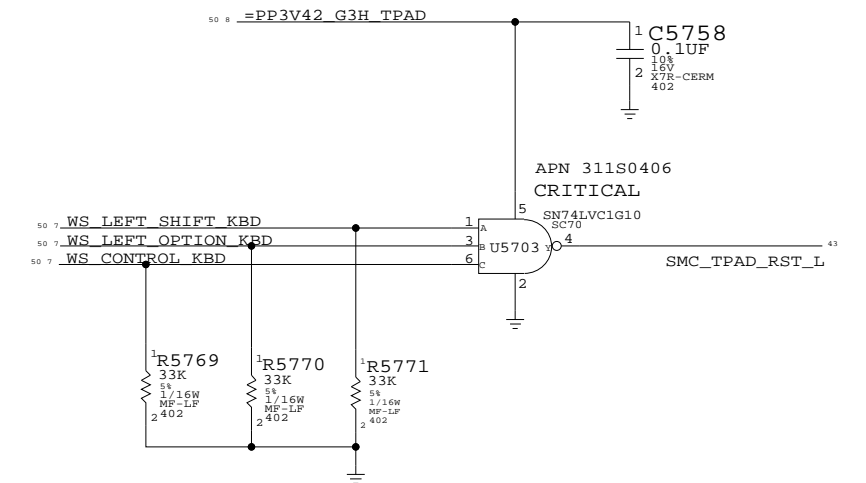 50 8 =PP3V42_G3H_TPAD
1 C5758
0.1UF
10%
16V
2 X7R-CERM
402
APN 311S0406
CRITICAL
5
SN74LVC1G10
SC70
50 7 WS_LEFT_SHIFT_KBD 1 A
50 7 WS_LEFT_OPTION_KBD 3 B U5703 Y 4 43
50 7 WS_CONTROL_KBD 6 C SMC_TPAD_RST_L
2
1 R5769
33K
5%
1/16W
MF-LF
2 402
1 R5770
33K
5%
1/16W
MF-LF
2 402
1 R5771
33K
5%
1/16W
MF-LF
2 402